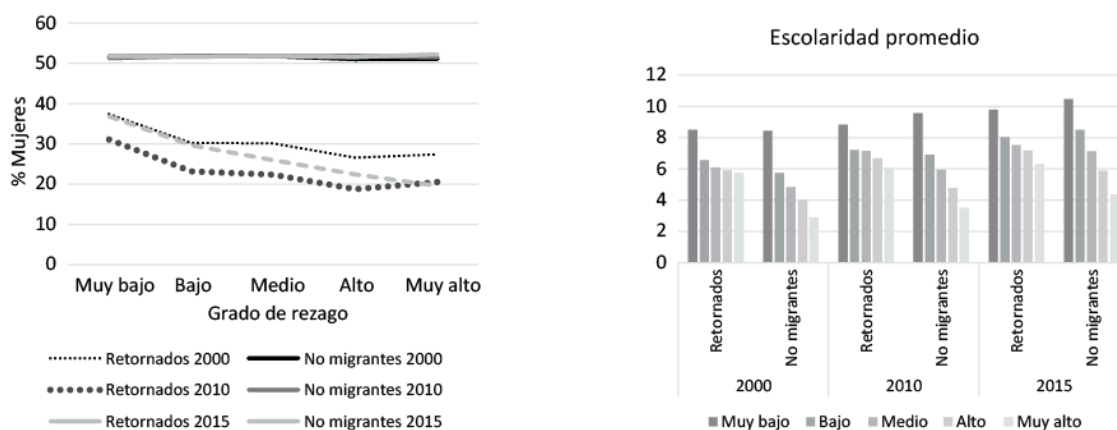 60
50
40
30
20
10
0
% Mujeres
Muy bajo Bajo Medio Alto Muy alto
Grado de rezago
Retornados 2000 No migrantes 2000
Retornados 2010 No migrantes 2010
Retornados 2015 No migrantes 2015
Escolaridad promedio
12
10
8
6
4
2
0
Retornados
No migrantes
Retornados
No migrantes
Retornados
No migrantes
2000 2010 2015
Muy bajo Bajo Medio Alto Muy alto